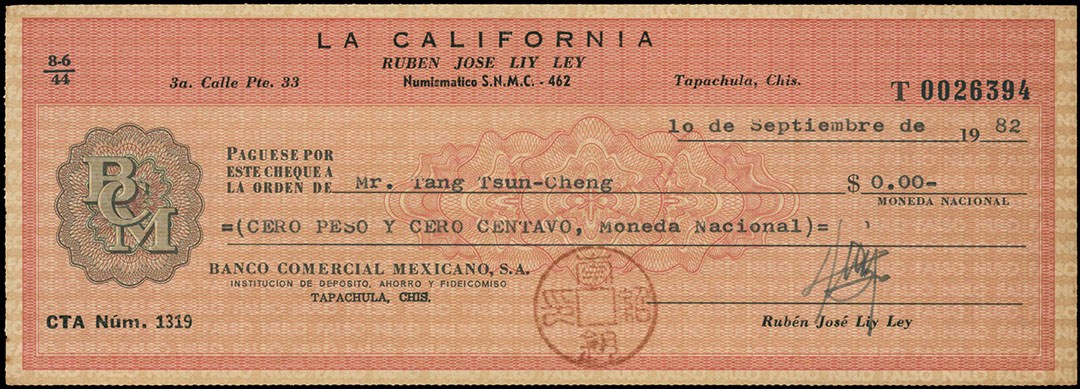 LA CALIFORNIA
RUBEN JOSE LIY LEY
8-6
44
3a. Calle Pte. 33
Numismatico S.N.M.C. - 462
Tapachula, Chis.
T 0026394
1o de Septiembre de 19 82
PAGUESE POR
ESTE CHEQUE A
LA ORDEN DE Mr. Tang Tsun-Cheng $ 0.00-
MONEDA NACIONAL
=(CERO PESO Y CERO CENTAVO, Moneda Nacional)=
BCM
BANCO COMERCIAL MEXICANO, S.A.
INSTITUCION DE DEPOSITO, AHORRO Y FIDEICOMISO
TAPACHULA, CHIS.
CTA Núm. 1319
Rubén José Liy Ley